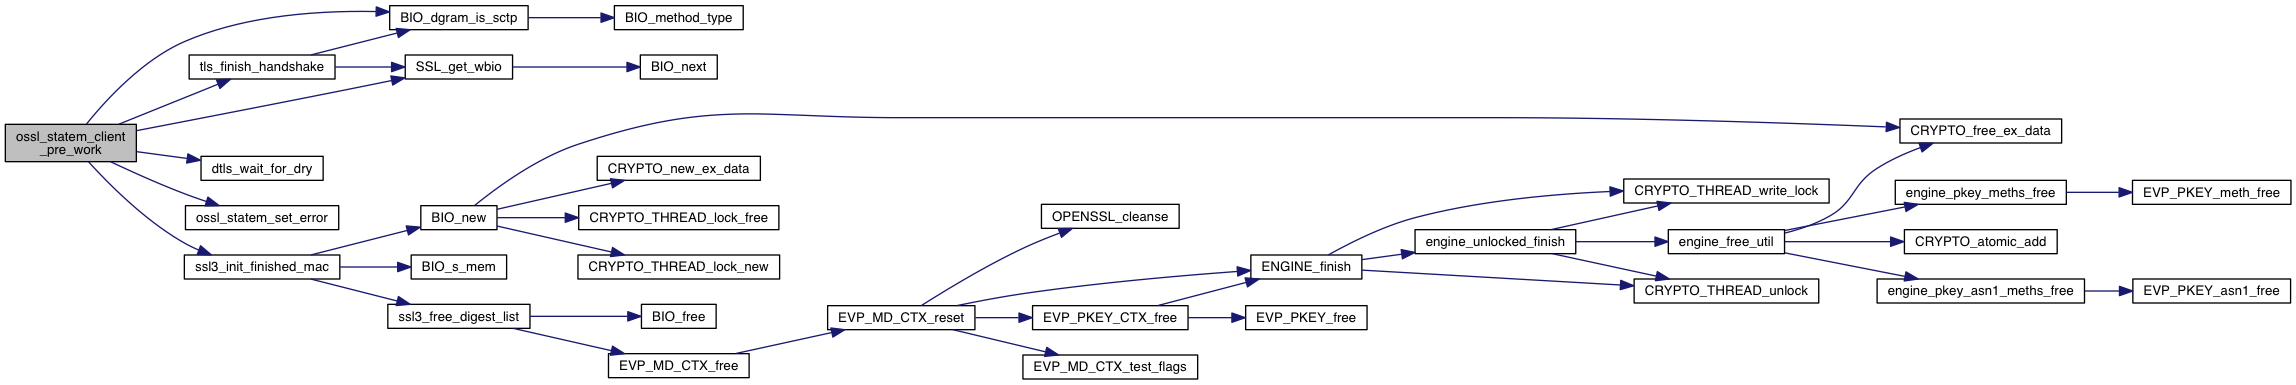 BIO_dgram_is_sctp
BIO_method_type
tls_finish_handshake
SSL_get_wbio
BIO_next
ossl_statem_client
_pre_work
CRYPTO_free_ex_data
dtls_wait_for_dry
CRYPTO_new_ex_data
CRYPTO_THREAD_write_lock
engine_pkey_meths_free
EVP_PKEY_meth_free
ossl_statem_set_error
BIO_new
CRYPTO_THREAD_lock_free
OPENSSL_cleanse
engine_unlocked_finish
engine_free_util
CRYPTO_atomic_add
ssl3_init_finished_mac
BIO_s_mem
CRYPTO_THREAD_lock_new
ENGINE_finish
CRYPTO_THREAD_unlock
engine_pkey_asn1_meths_free
EVP_PKEY_asn1_free
ssl3_free_digest_list
BIO_free
EVP_MD_CTX_reset
EVP_PKEY_CTX_free
EVP_PKEY_free
EVP_MD_CTX_free
EVP_MD_CTX_test_flags